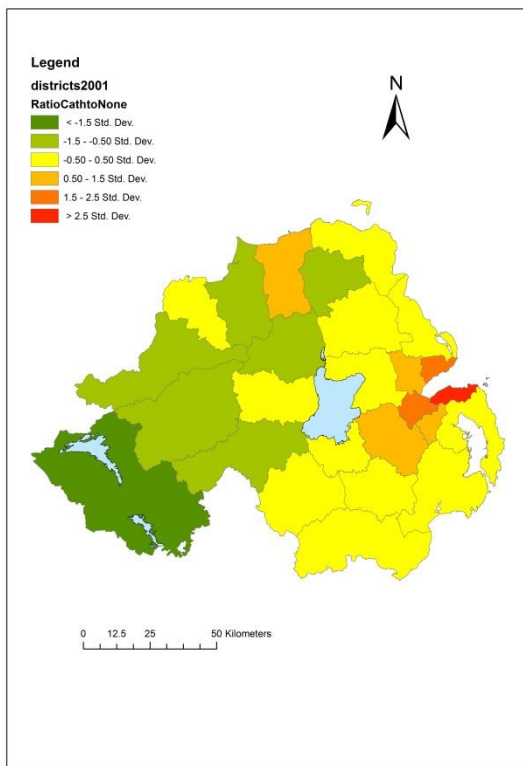 Legend
districts2001
RatioCathtoNone
< -1.5 Std. Dev.
-1.5 - -0.50 Std. Dev.
-0.50 - 0.50 Std. Dev.
0.50 - 1.5 Std. Dev.
1.5 - 2.5 Std. Dev.
> 2.5 Std. Dev.
N
0 12.5 25 50 Kilometers